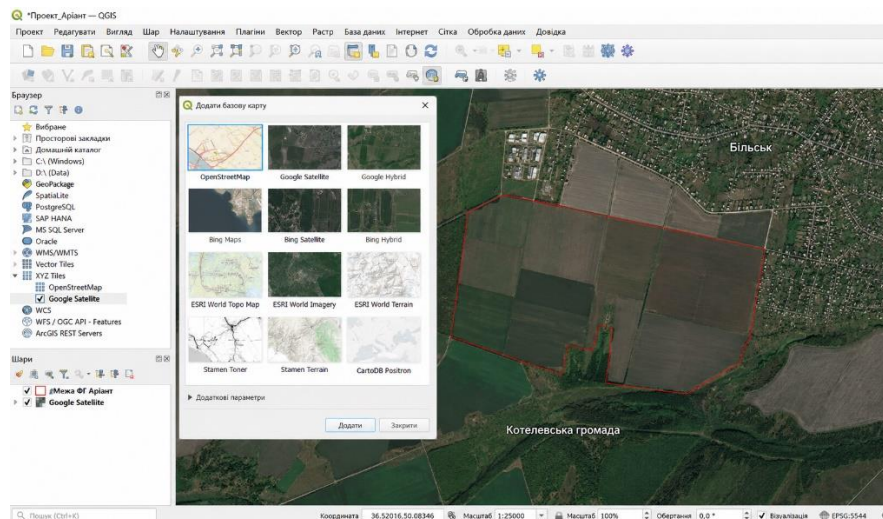 *Проект_Аріант — QGIS
Проект Редагувати Вигляд Шар Налаштування Плагіни Вектор Растр База даних Інтернет Сітка Обробка даних Довідка
Браузер
Вибране
Просторові закладки
Домашній каталог
C:\ (Windows)
D:\ (Data)
GeoPackage
SpatiaLite
PostgreSQL
SAP HANA
MS SQL Server
Oracle
WMS/WMTS
Vector Tiles
XYZ Tiles
OpenStreetMap
Google Satellite
WCS
WFS / OGC API - Features
ArcGIS REST Servers
Шари
#Межа ФГ Аріант
Google Satellite
Додати базову карту
OpenStreetMap Google Satellite Google Hybrid
Bing Maps Bing Satellite Bing Hybrid
ESRI World Topo Map ESRI World Imagery ESRI World Terrain
Stamen Toner Stamen Terrain CartoDB Positron
Додаткові параметри
Додати Закрити
Більськ
Котелевська громада
Пошук (Ctrl+K)
Координата 36.52016,50.08346 Масштаб 1:25000 Масштаб 100% Обертання 0,0 ° Візуалізація EPSG:5544